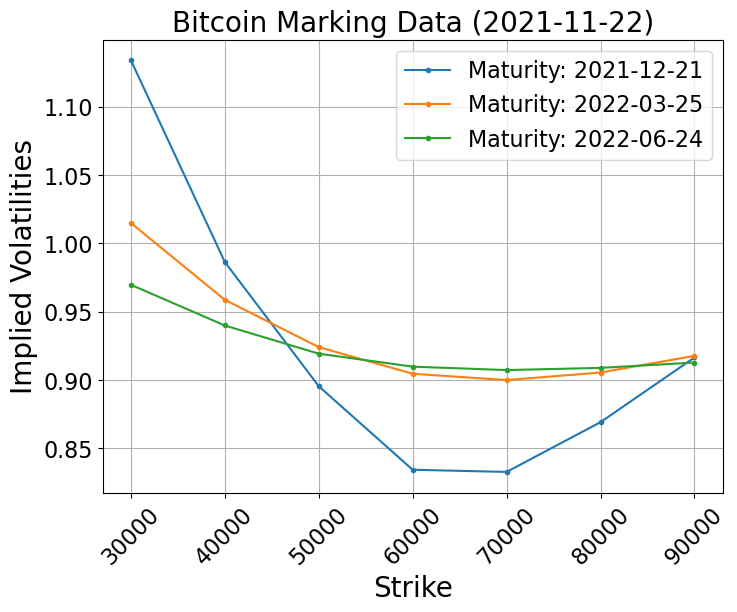 Bitcoin Marking Data (2021-11-22)
Maturity: 2021-12-21
Maturity: 2022-03-25
Maturity: 2022-06-24
Implied Volatilities
1.10
1.05
1.00
0.95
0.90
0.85
30000
40000
50000
60000
70000
80000
90000
Strike